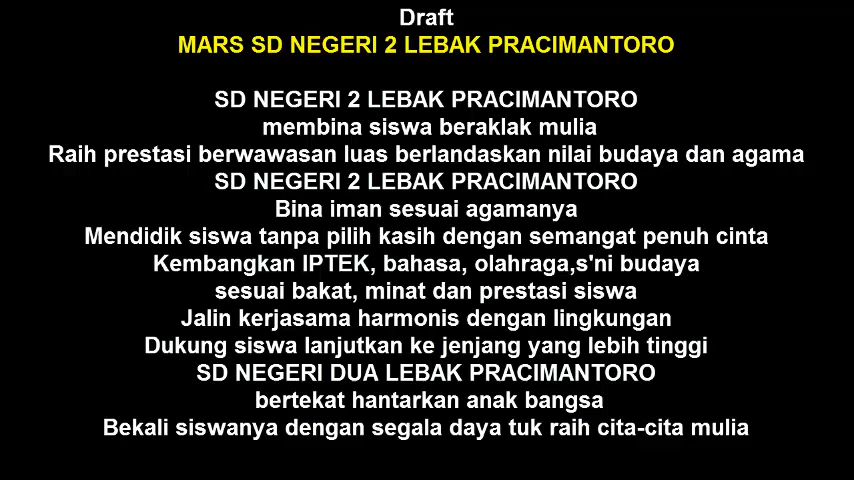 Draft
MARS SD NEGERI 2 LEBAK PRACIMANTORO
SD NEGERI 2 LEBAK PRACIMANTORO
membina siswa beraklak mulia
Raih prestasi berwawasan luas berlandaskan nilai budaya dan agama
SD NEGERI 2 LEBAK PRACIMANTORO
Bina iman sesuai agamanya
Mendidik siswa tanpa pilih kasih dengan semangat penuh cinta
Kembangkan IPTEK, bahasa, olahraga,s'ni budaya
sesuai bakat, minat dan prestasi siswa
Jalin kerjasama harmonis dengan lingkungan
Dukung siswa lanjutkan ke jenjang yang lebih tinggi
SD NEGERI DUA LEBAK PRACIMANTORO
bertekat hantarkan anak bangsa
Bekali siswanya dengan segala daya tuk raih cita-cita mulia